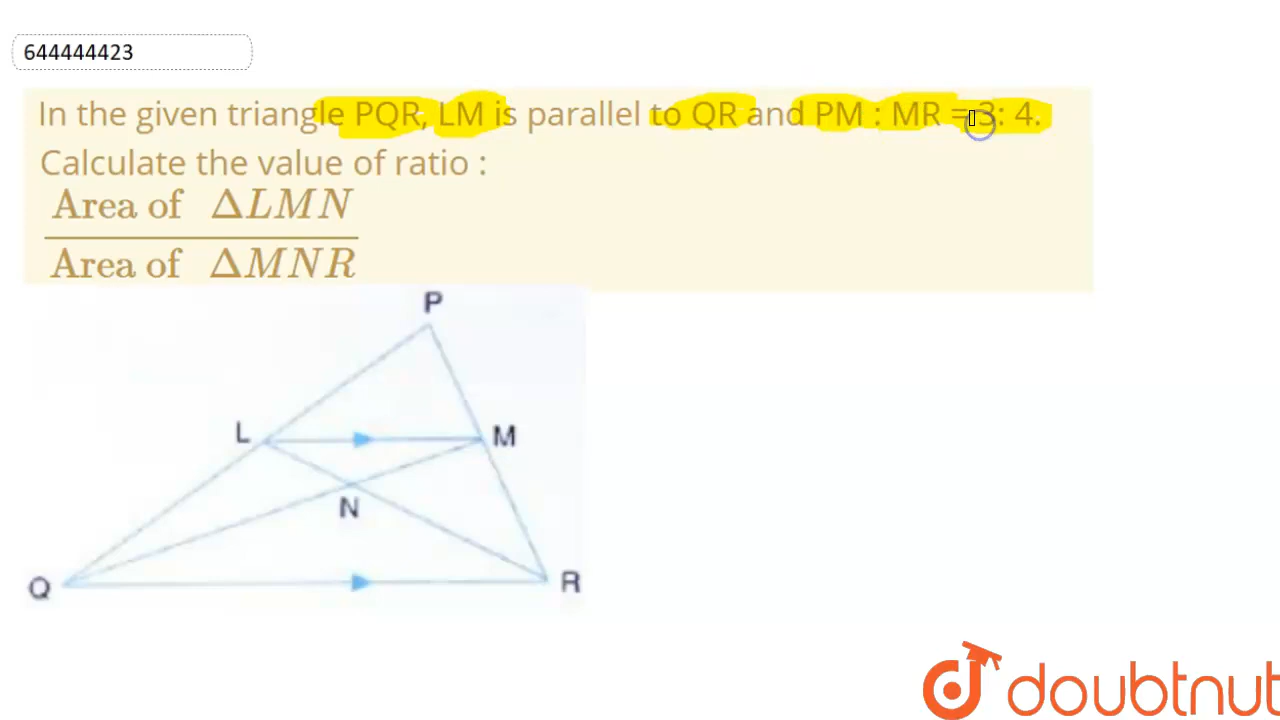 644444423
In the given triangle PQR, LM is parallel to QR and PM : MR = 3: 4.
Calculate the value of ratio :
Area of ΔLMN
Area of ΔMNR
P
L
M
N
Q
R
doubtnut